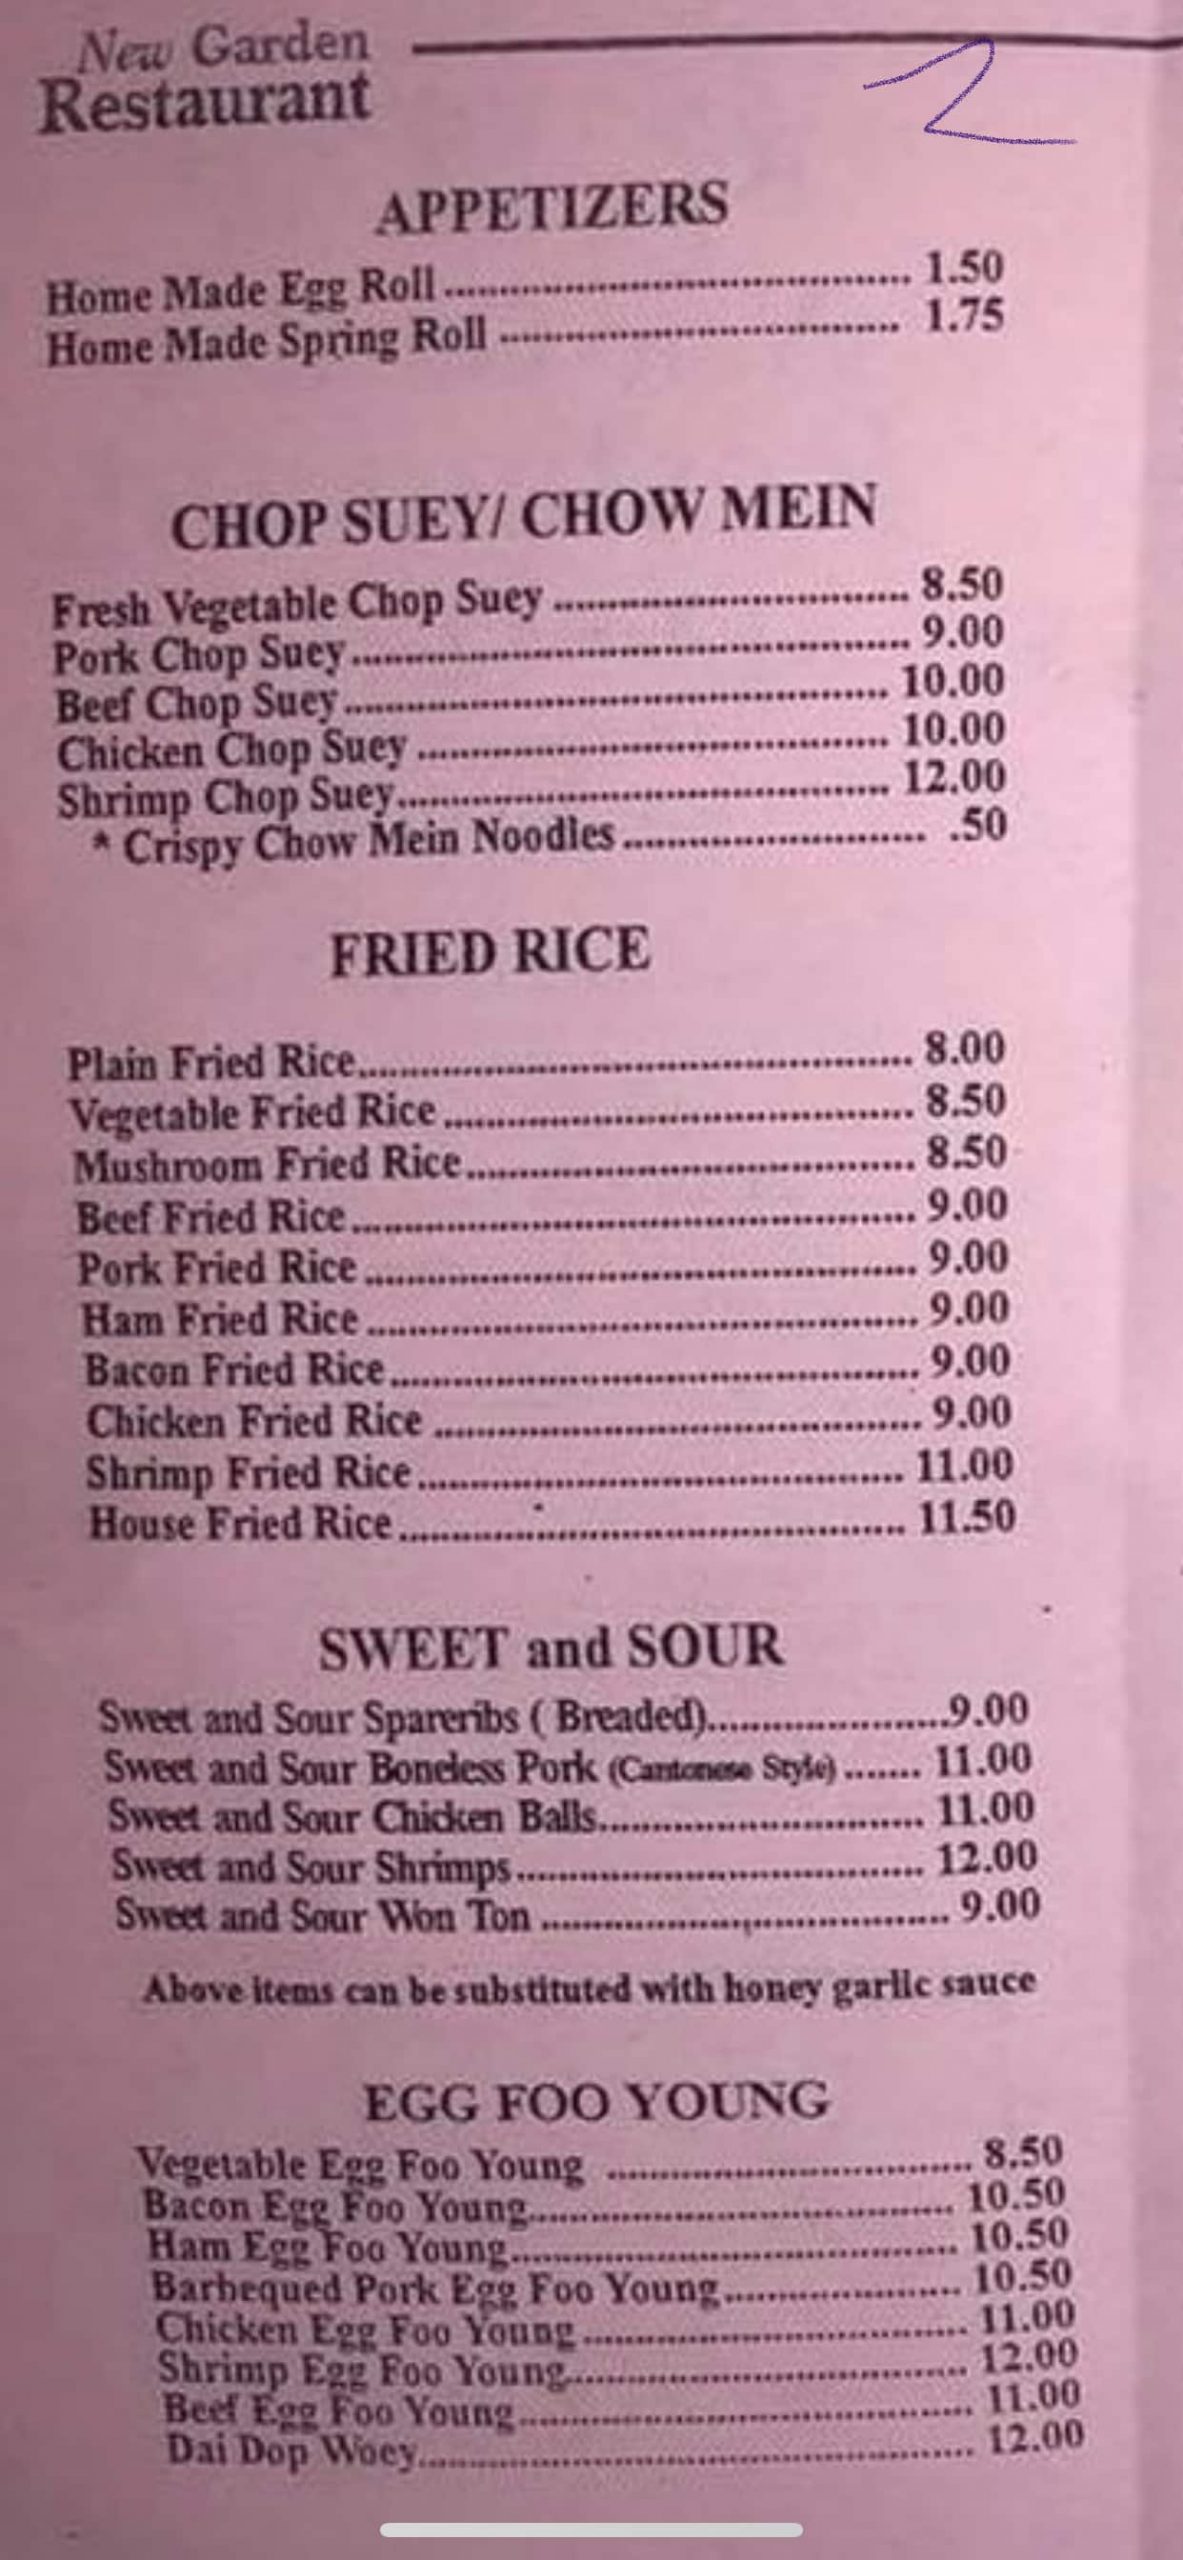 New Garden
Restaurant
2
APPETIZERS
Home Made Egg Roll ........................................ 1.50
Home Made Spring Roll ................................... 1.75
CHOP SUEY/ CHOW MEIN
Fresh Vegetable Chop Suey ............................... 8.50
Pork Chop Suey................................................ 9.00
Beef Chop Suey............................................... 10.00
Chicken Chop Suey ......................................... 10.00
Shrimp Chop Suey........................................... 12.00
* Crispy Chow Mein Noodles .......................... .50
FRIED RICE
Plain Fried Rice................................................ 8.00
Vegetable Fried Rice ........................................ 8.50
Mushroom Fried Rice....................................... 8.50
Beef Fried Rice................................................. 9.00
Pork Fried Rice ................................................ 9.00
Ham Fried Rice ................................................ 9.00
Bacon Fried Rice.............................................. 9.00
Chicken Fried Rice .......................................... 9.00
Shrimp Fried Rice........................................... 11.00
House Fried Rice............................................. 11.50
SWEET and SOUR
Sweet and Sour Spareribs ( Breaded).......................9.00
Sweet and Sour Boneless Pork (Cantonese Style) ....... 11.00
Sweet and Sour Chicken Balls.............................. 11.00
Sweet and Sour Shrimps...................................... 12.00
Sweet and Sour Won Ton ...................................... 9.00
Above items can be substituted with honey garlic sauce
EGG FOO YOUNG
Vegetable Egg Foo Young .................................. 8.50
Bacon Egg Foo Young........................................ 10.50
Ham Egg Foo Young.......................................... 10.50
Barbequed Pork Egg Foo Young...................... 10.50
Chicken Egg Foo Young .................................... 11.00
Shrimp Egg Foo Young...................................... 12.00
Beef Egg Foo Young........................................... 11.00
Dai Dop Woey..................................................... 12.00